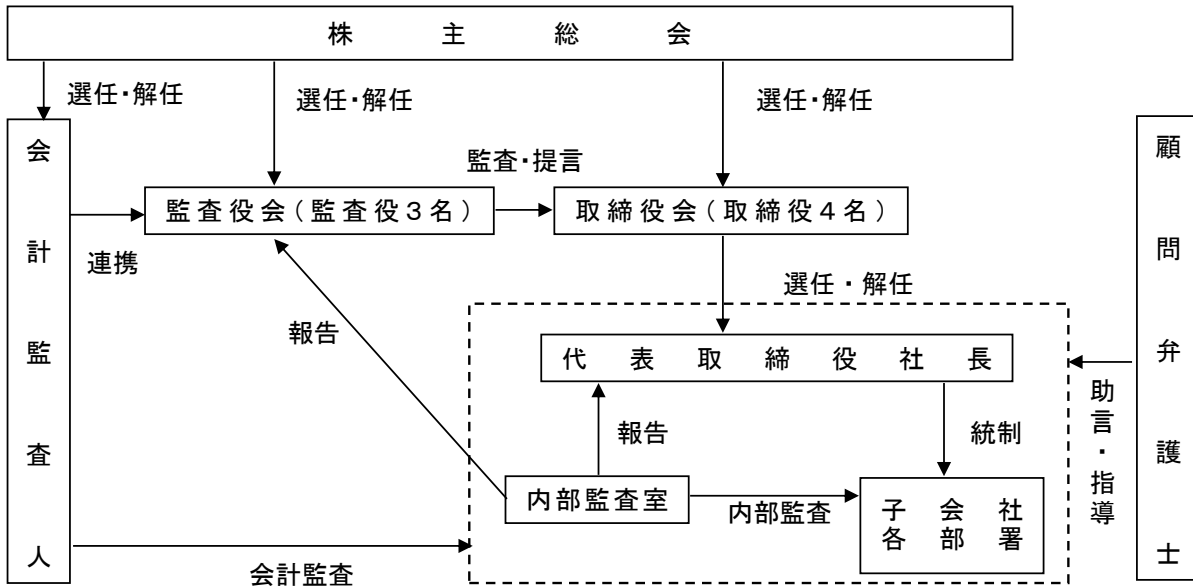 株主総会
選任・解任
選任・解任
選任・解任
会計監査人
顧問弁護士
監査・提言
監査役会(監査役3名)
取締役会(取締役4名)
連携
選任・解任
報告
代表取締役社長
助言・指導
報告
統制
内部監査室
内部監査
子会社
各部署
会計監査